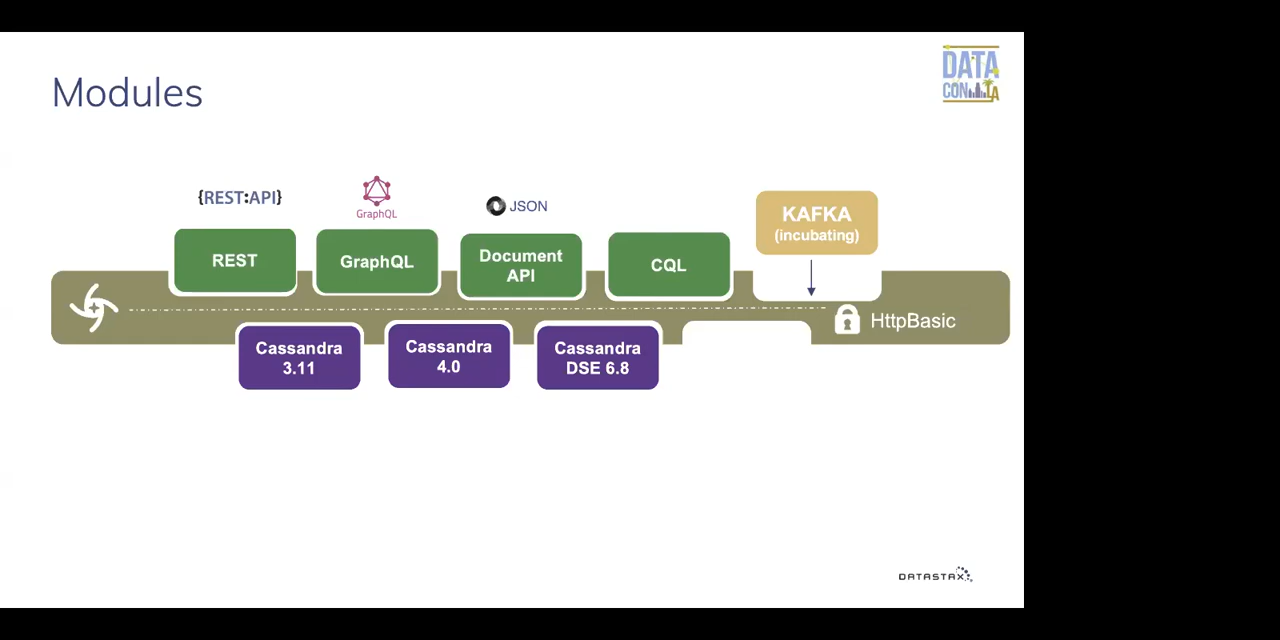 Modules
DATA
CON LA
{REST:API}
GraphQL
JSON
KAFKA
(incubating)
REST
GraphQL
Document
API
CQL
HttpBasic
Cassandra
3.11
Cassandra
4.0
Cassandra
DSE 6.8
DATASTAX